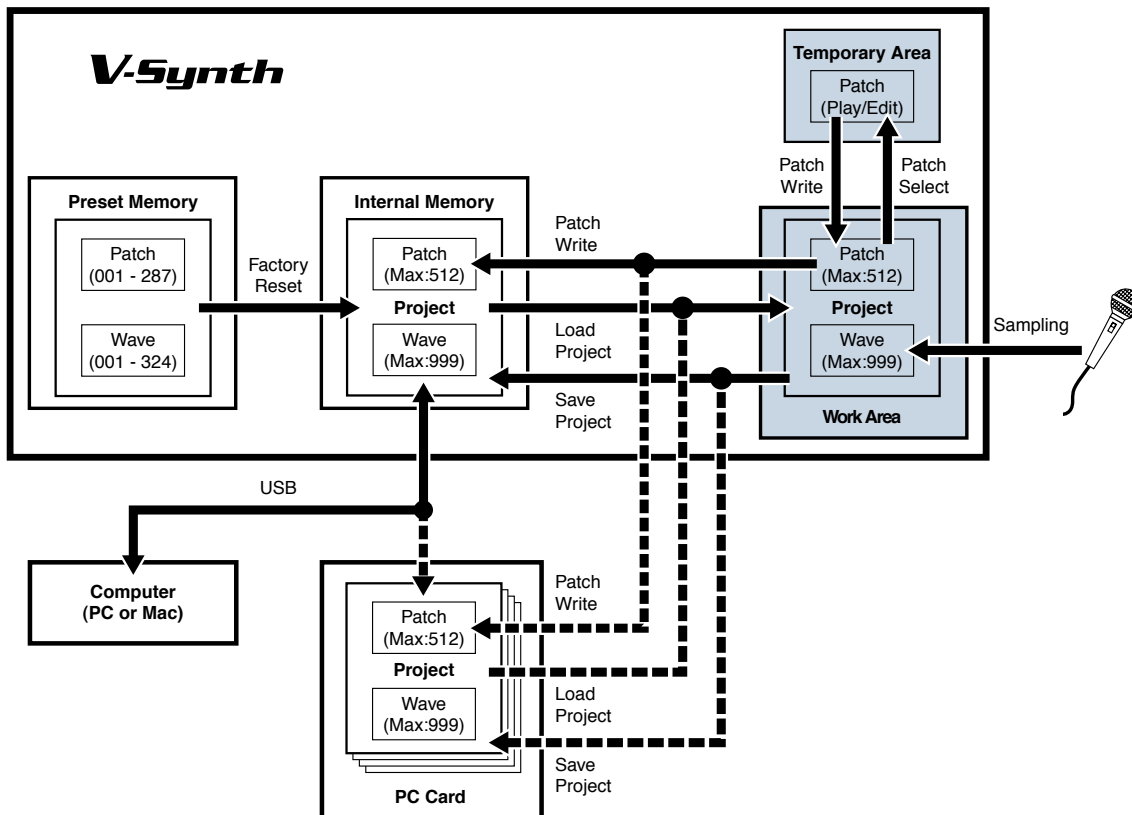 V-Synth
Temporary Area
Patch
(Play/Edit)
Patch
Write
Patch
Select
Preset Memory
Patch
(001 - 287)
Wave
(001 - 324)
Factory
Reset
Internal Memory
Patch
(Max:512)
Project
Wave
(Max:999)
Patch
Write
Load
Project
Save
Project
Patch
(Max:512)
Project
Wave
(Max:999)
Work Area
Sampling
USB
Computer
(PC or Mac)
Patch
(Max:512)
Project
Wave
(Max:999)
PC Card
Patch
Write
Load
Project
Save
Project